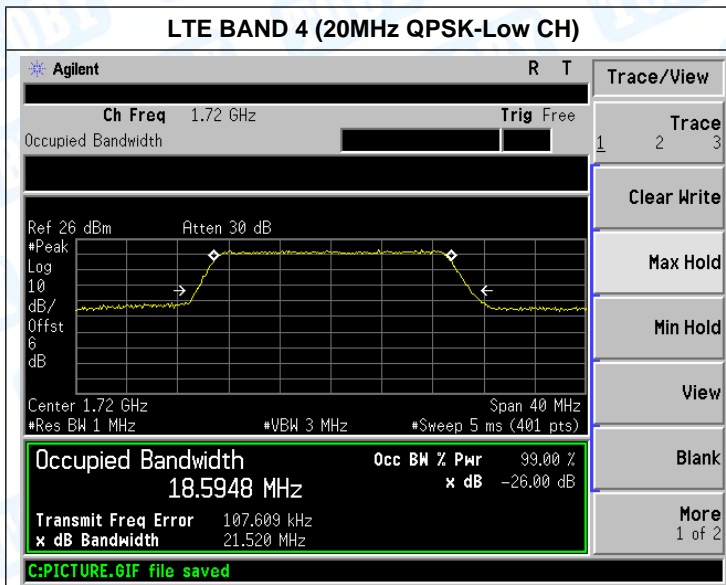 LTE BAND 4 (20MHz QPSK-Low CH)
Agilent R T
Trace/View
Ch Freq 1.72 GHz Trig Free
Occupied Bandwidth
Trace
1 2 3
Clear Write
Max Hold
Min Hold
View
Blank
More
1 of 2
Ref 26 dBm Atten 30 dB
#Peak
Log
10
dB/
Offst
6
dB
Center 1.72 GHz Span 40 MHz
#Res BW 1 MHz #VBW 3 MHz #Sweep 5 ms (401 pts)
Occupied Bandwidth Occ BW % Pwr 99.00 %
18.5948 MHz x dB -26.00 dB
Transmit Freq Error 107.609 kHz
x dB Bandwidth 21.520 MHz
C:PICTURE.GIF file saved